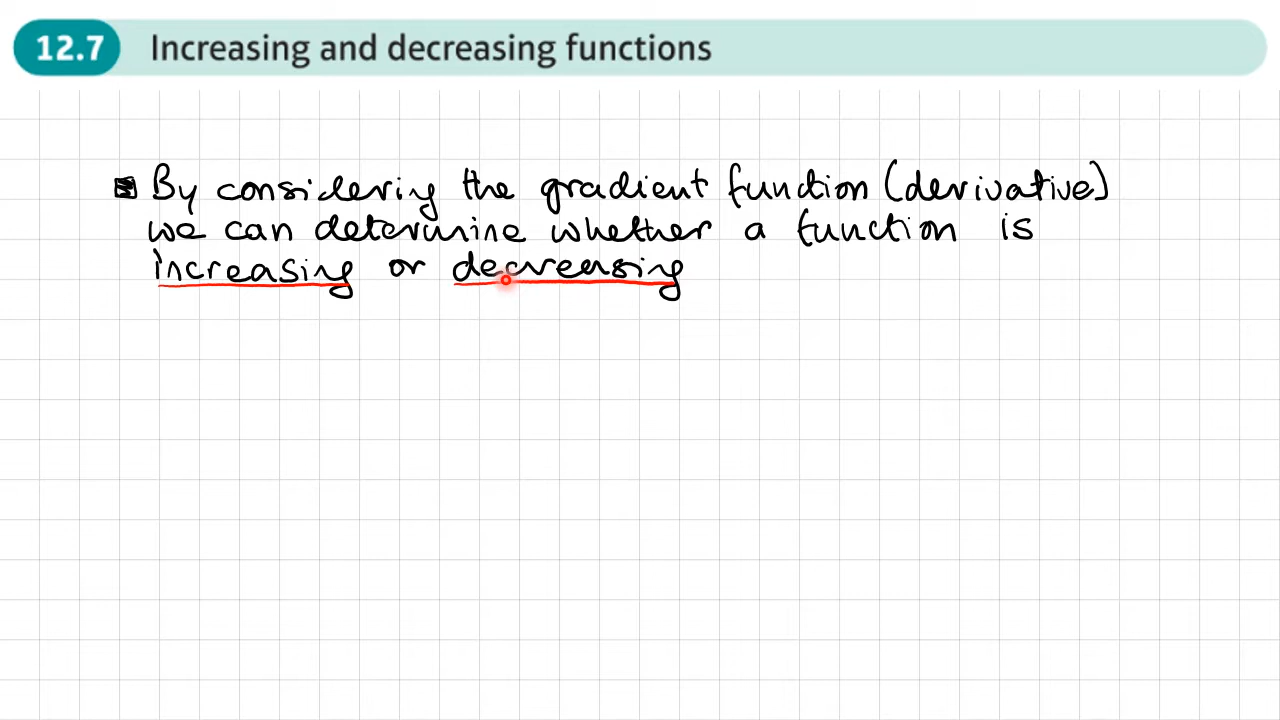 12.7 Increasing and decreasing functions
By considering the gradient function (derivative)
we can determine whether a function is
increasing or decreasing